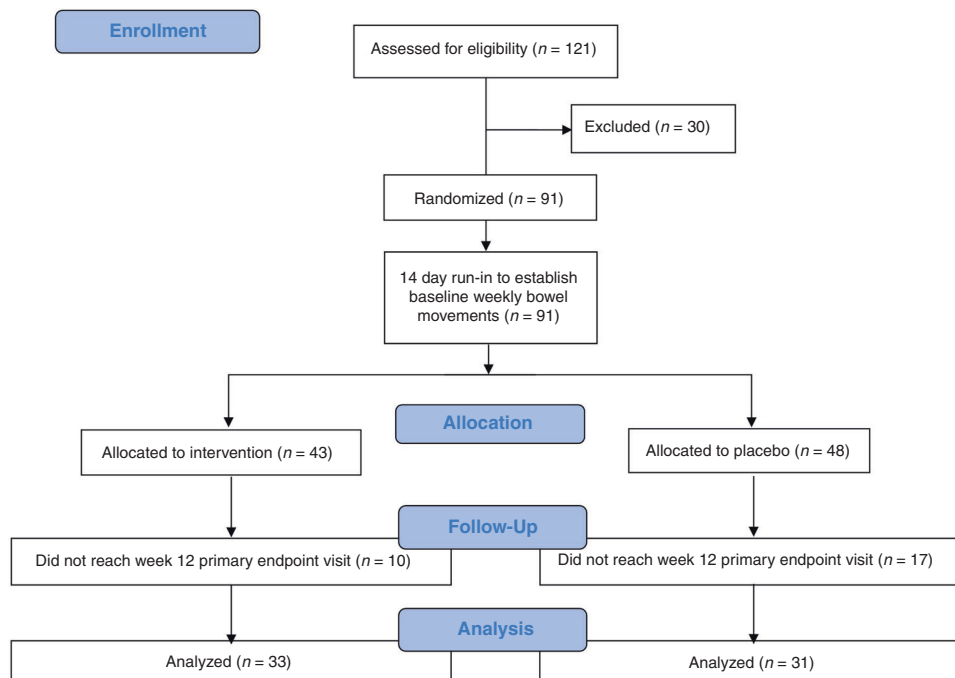 Enrollment
Assessed for eligibility (n = 121)
Excluded (n = 30)
Randomized (n = 91)
14 day run-in to establish
baseline weekly bowel
movements (n = 91)
Allocation
Allocated to intervention (n = 43)
Allocated to placebo (n = 48)
Follow-Up
Did not reach week 12 primary endpoint visit (n = 10)
Did not reach week 12 primary endpoint visit (n = 17)
Analysis
Analyzed (n = 33)
Analyzed (n = 31)